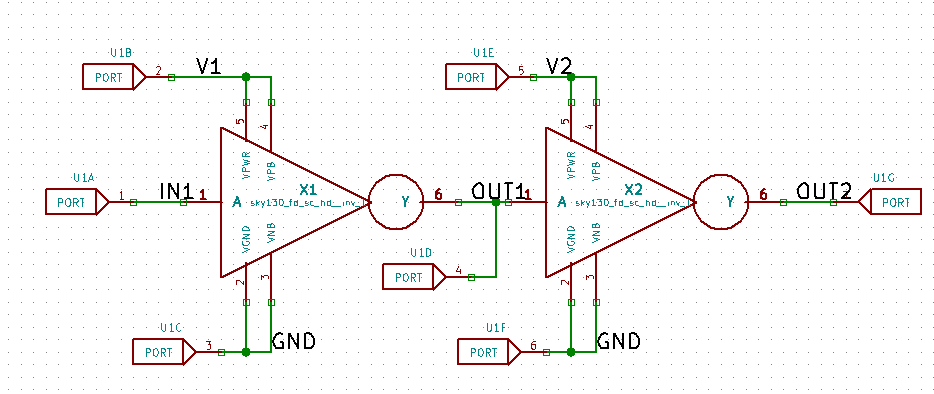 U1B
PORT
2
V1
U1E
PORT
5
V2
5
4
5
4
VPWR
VPB
VPWR
VPB
U1A
PORT
1
IN1
1
A
X1
sky130_fd_sc_hd__inv_
Y
6
OUT1
1
A
X2
sky130_fd_sc_hd__inv_
Y
6
OUT2
U1G
PORT
VGND
VNB
VGND
VNB
U1D
PORT
4
2
3
2
3
U1C
PORT
3
GND
U1F
PORT
6
GND